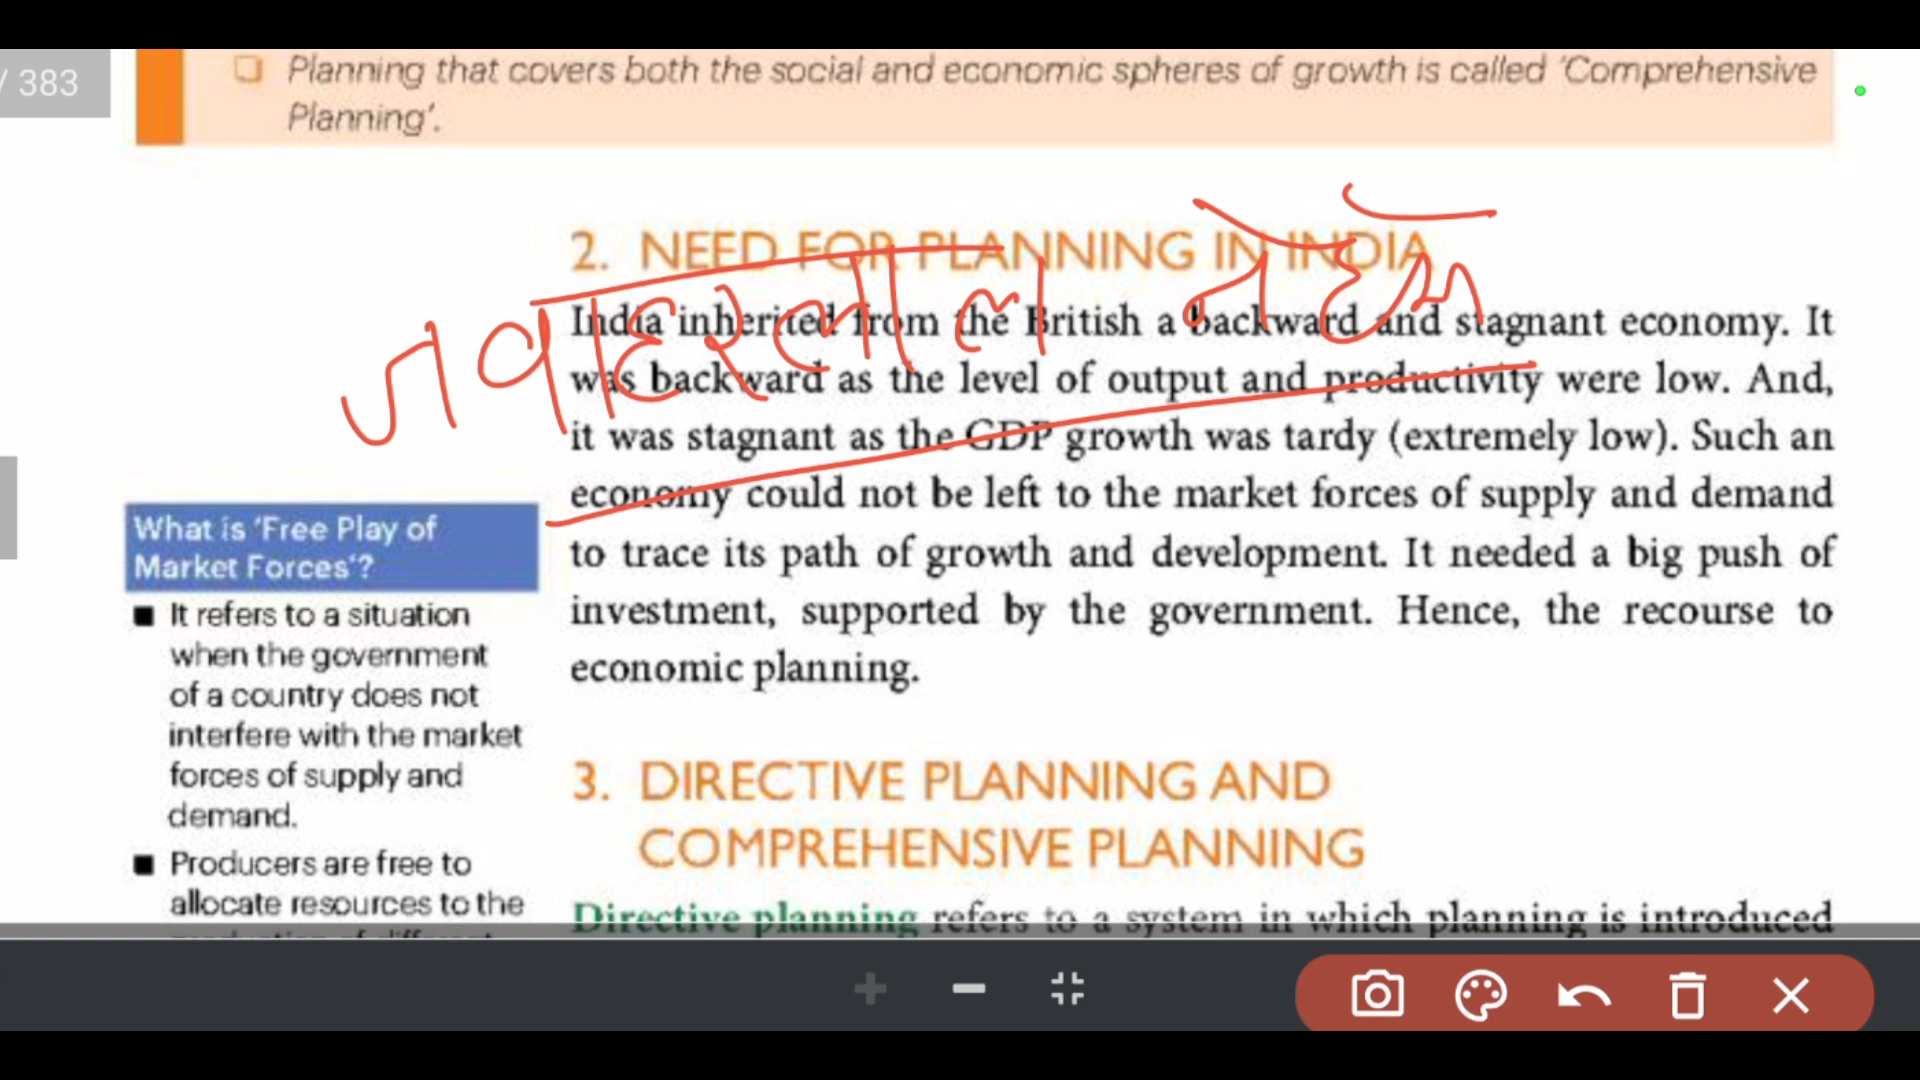 / 383
❏ Planning that covers both the social and economic spheres of growth is called 'Comprehensive
Planning'.
2. NEED FOR PLANNING IN INDIA
जवाहरलाल नेहरू
India inherited from the British a backward and stagnant economy. It
was backward as the level of output and productivity were low. And,
it was stagnant as the GDP growth was tardy (extremely low). Such an
economy could not be left to the market forces of supply and demand
to trace its path of growth and development. It needed a big push of
investment, supported by the government. Hence, the recourse to
economic planning.
What is 'Free Play of
Market Forces'?
■ It refers to a situation
when the government
of a country does not
interfere with the market
forces of supply and
demand.
■ Producers are free to
allocate resources to the
3. DIRECTIVE PLANNING AND
COMPREHENSIVE PLANNING
Directive planning refers to a system in which planning is introduced